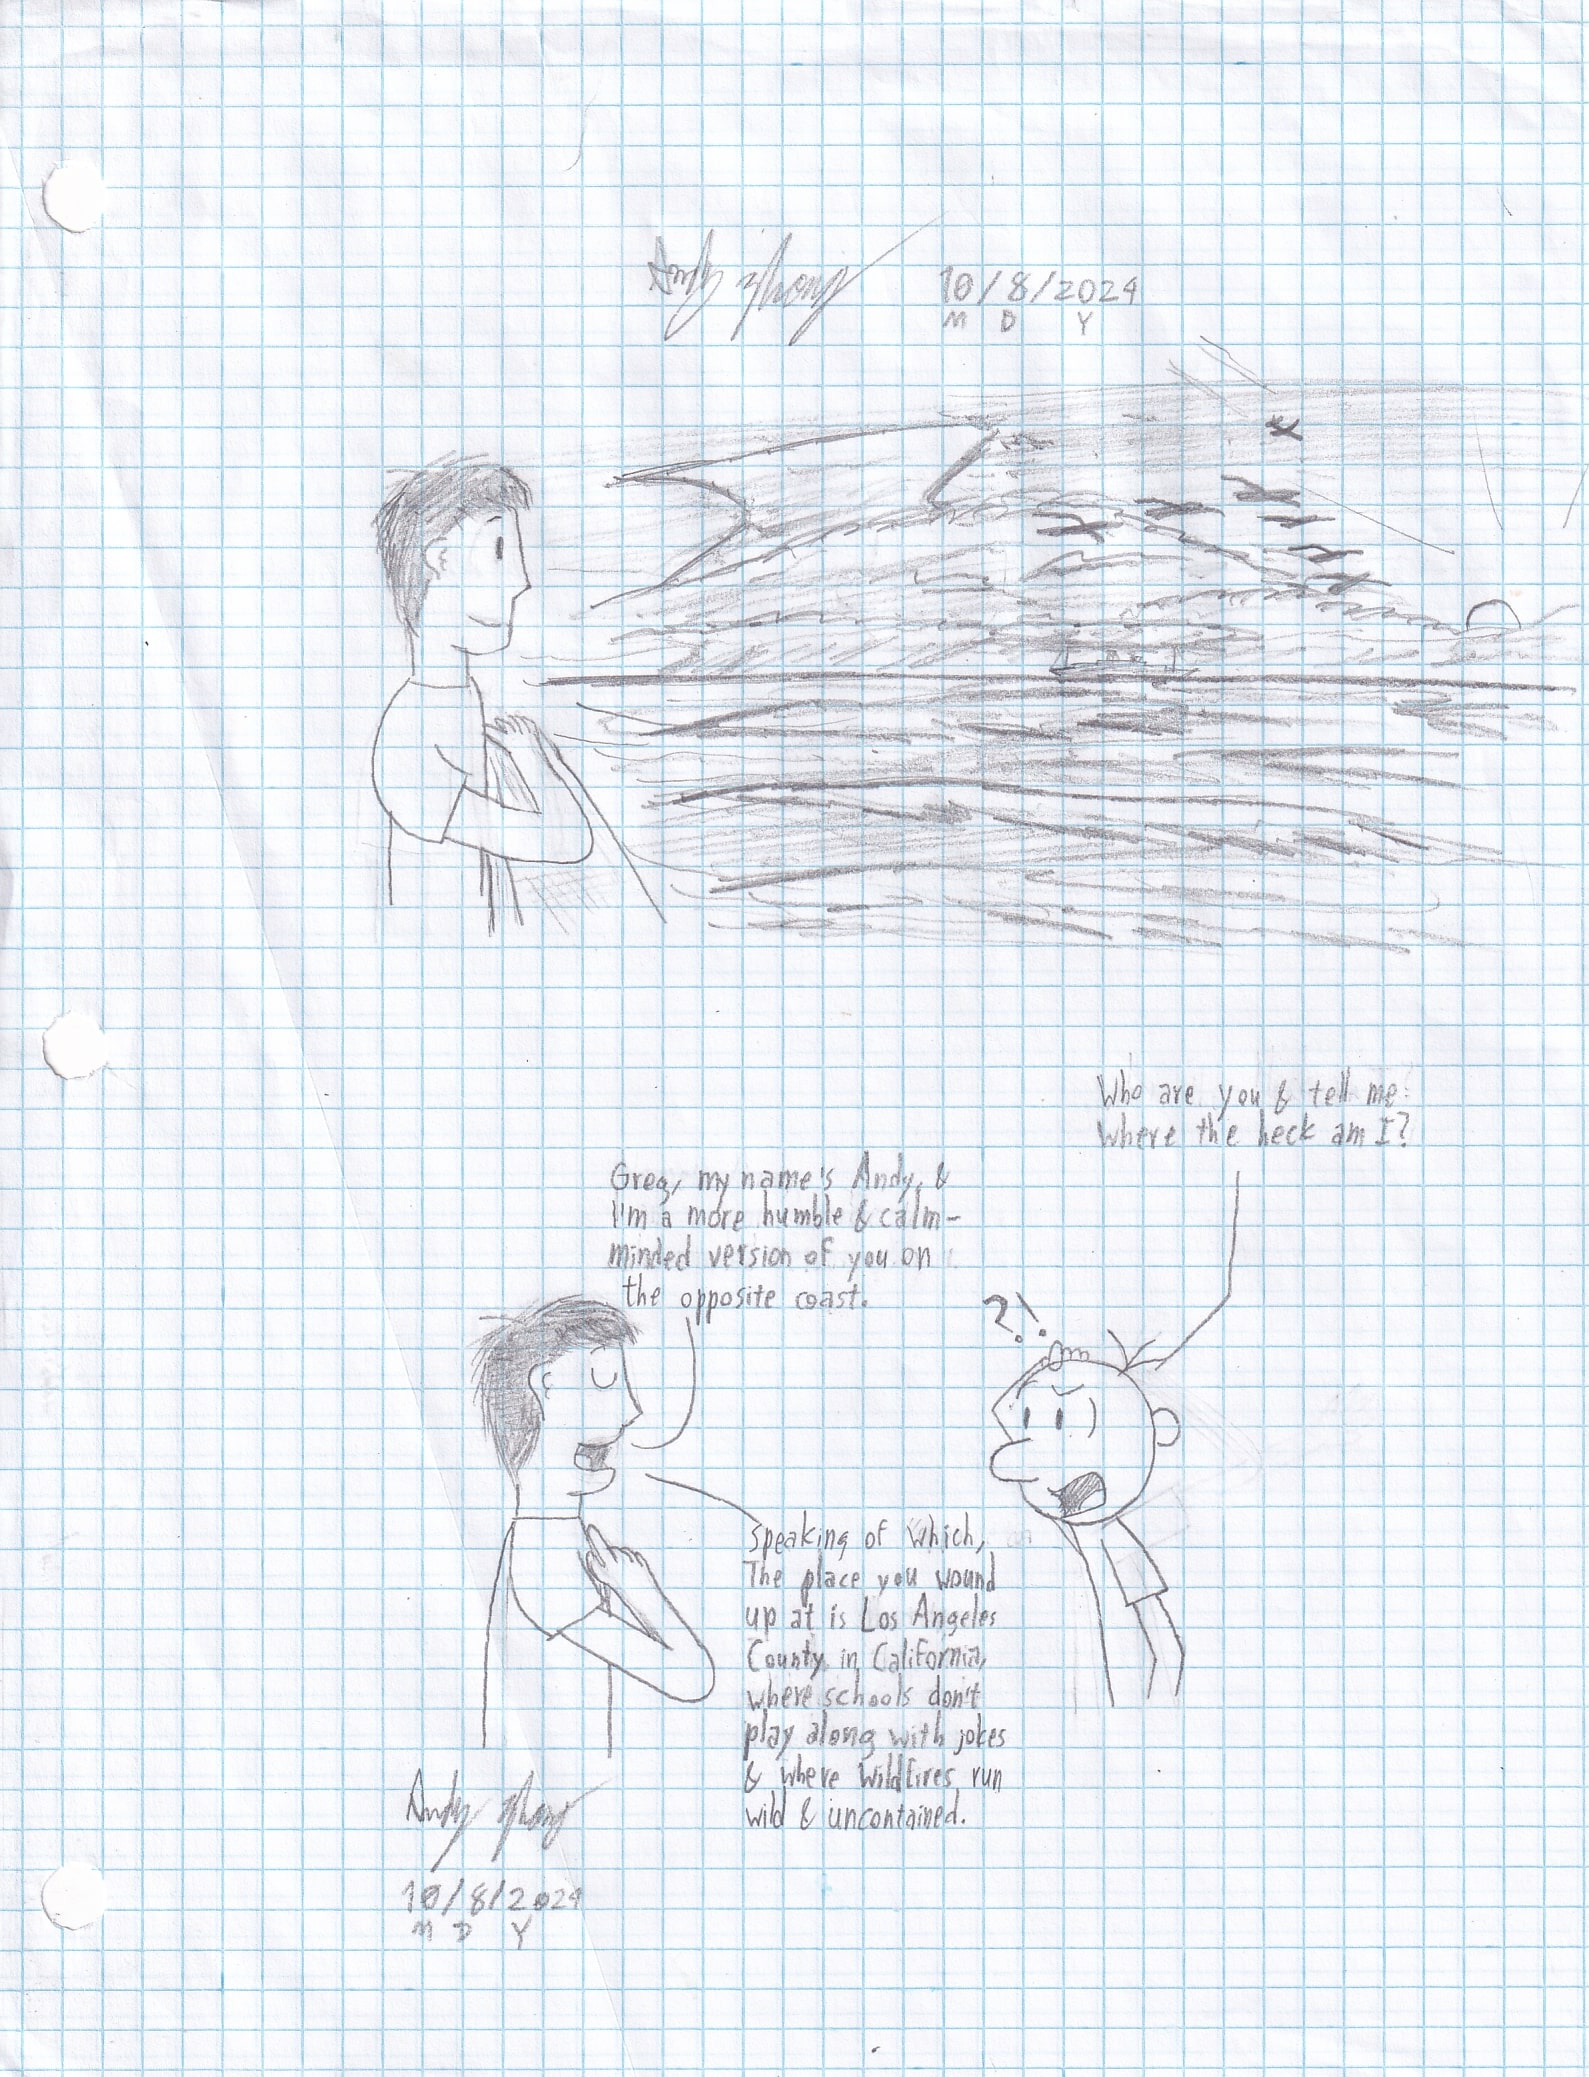 Andy Zhong 10/8/2024
M D Y
Who are you & tell me
where the heck am I?
Greg, my name's Andy, &
I'm a more humble & calm-
minded version of you on
the opposite coast.
?!
Speaking of which,
The place you wound
up at is Los Angeles
County in California,
where schools don't
play along with jokes
& where wildfires run
wild & uncontained.
Andy Zhong
10/8/2024
M D Y